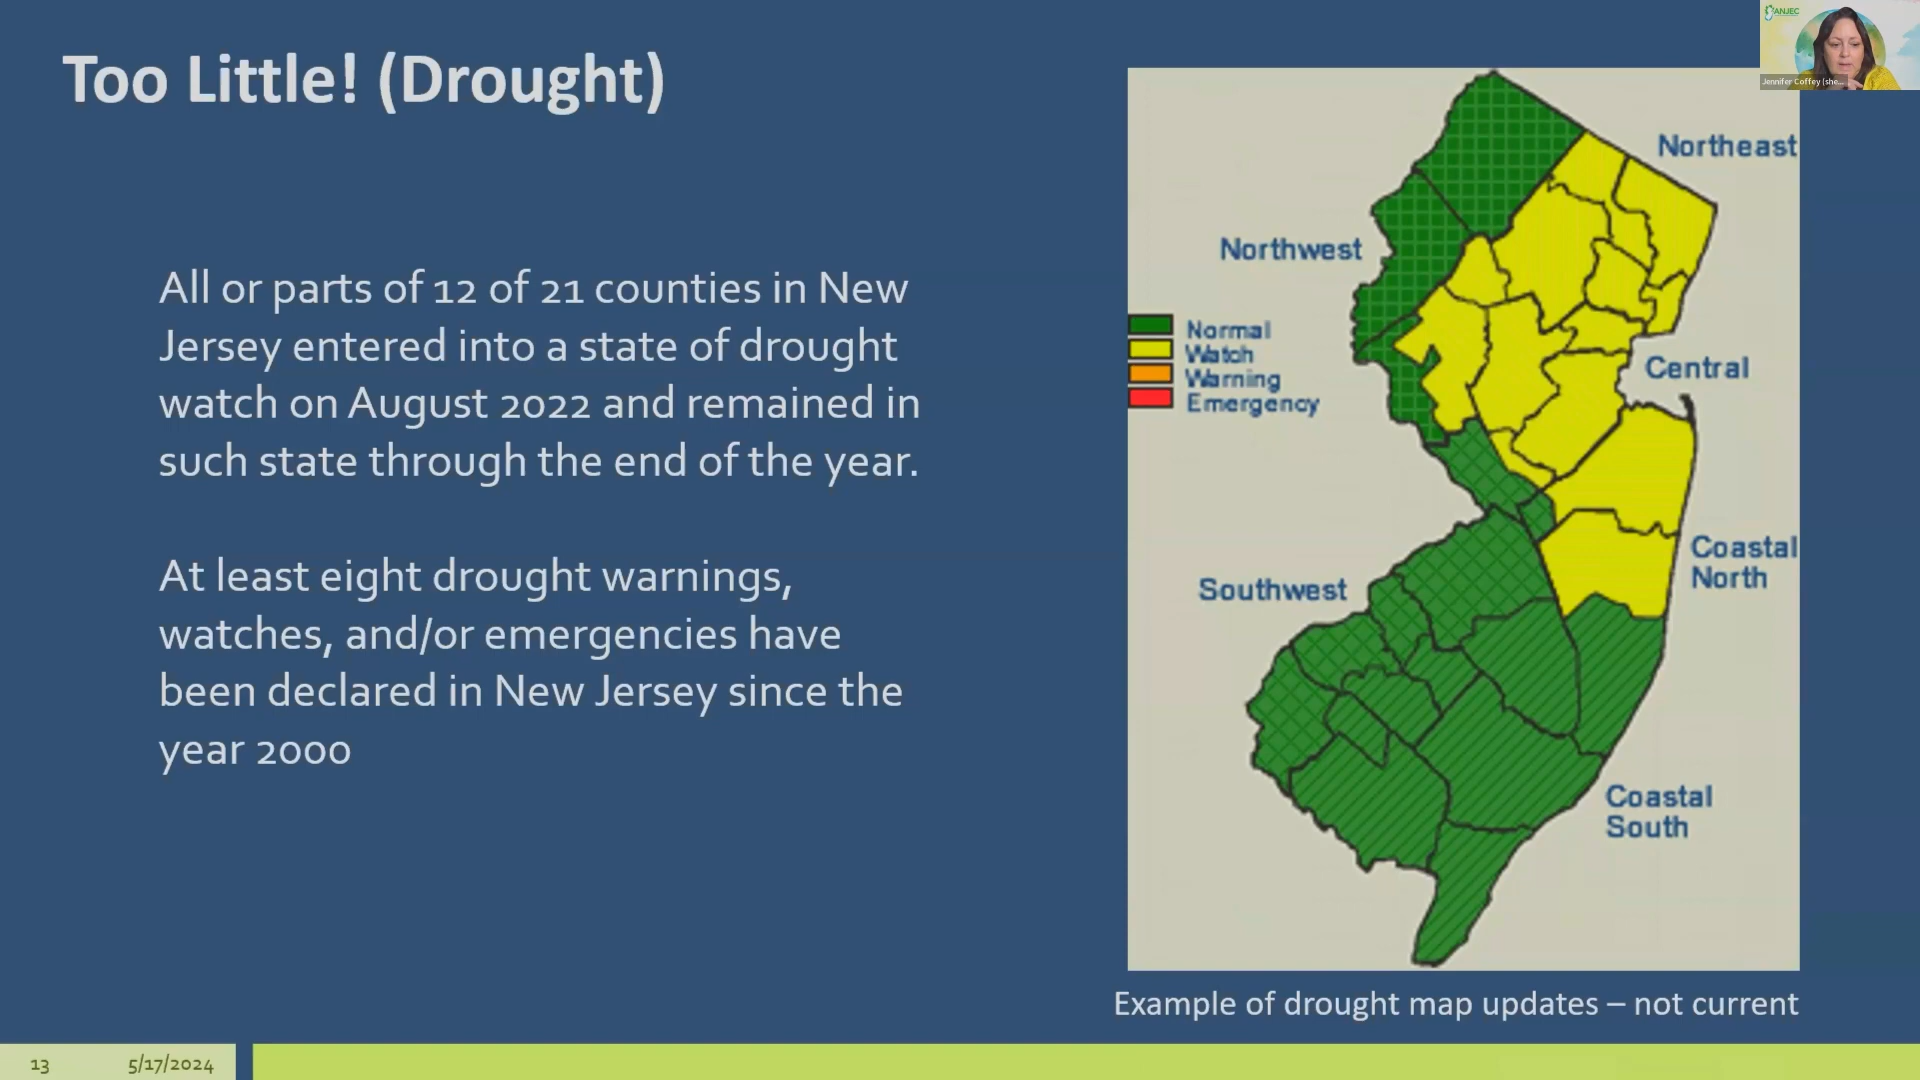 Too Little! (Drought)
ANJEC
Jennifer Coffey (she...
All or parts of 12 of 21 counties in New
Jersey entered into a state of drought
watch on August 2022 and remained in
such state through the end of the year.
At least eight drought warnings,
watches, and/or emergencies have
been declared in New Jersey since the
year 2000
Northeast
Northwest
Normal
Watch
Warning
Emergency
Central
Coastal
North
Southwest
Coastal
South
Example of drought map updates – not current
13 5/17/2024